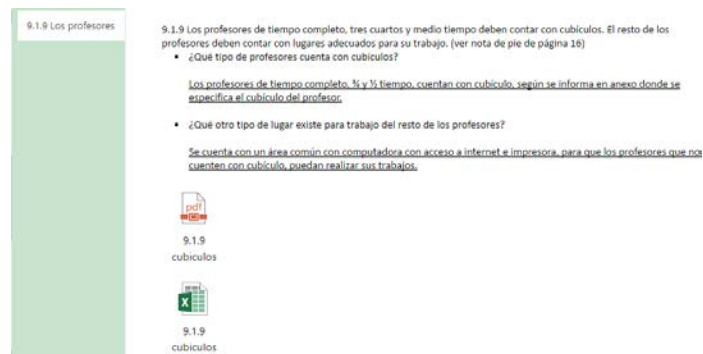 9.1.9 Los profesores
9.1.9 Los profesores de tiempo completo, tres cuartos y medio tiempo deben contar con cubículos. El resto de los
profesores deben contar con lugares adecuados para su trabajo. (ver nota de pie de página 16)
• ¿Qué tipo de profesores cuenta con cubículos?
Los profesores de tiempo completo, ¾ y ½ tiempo, cuentan con cubículo, según se informa en anexo donde se
especifica el cubículo del profesor.
• ¿Qué otro tipo de lugar existe para trabajo del resto de los profesores?
Se cuenta con un área común con computadora con acceso a internet e impresora, para que los profesores que no
cuenten con cubículo, puedan realizar sus trabajos.
pdf
9.1.9
cubiculos
X
9.1.9
cubiculos